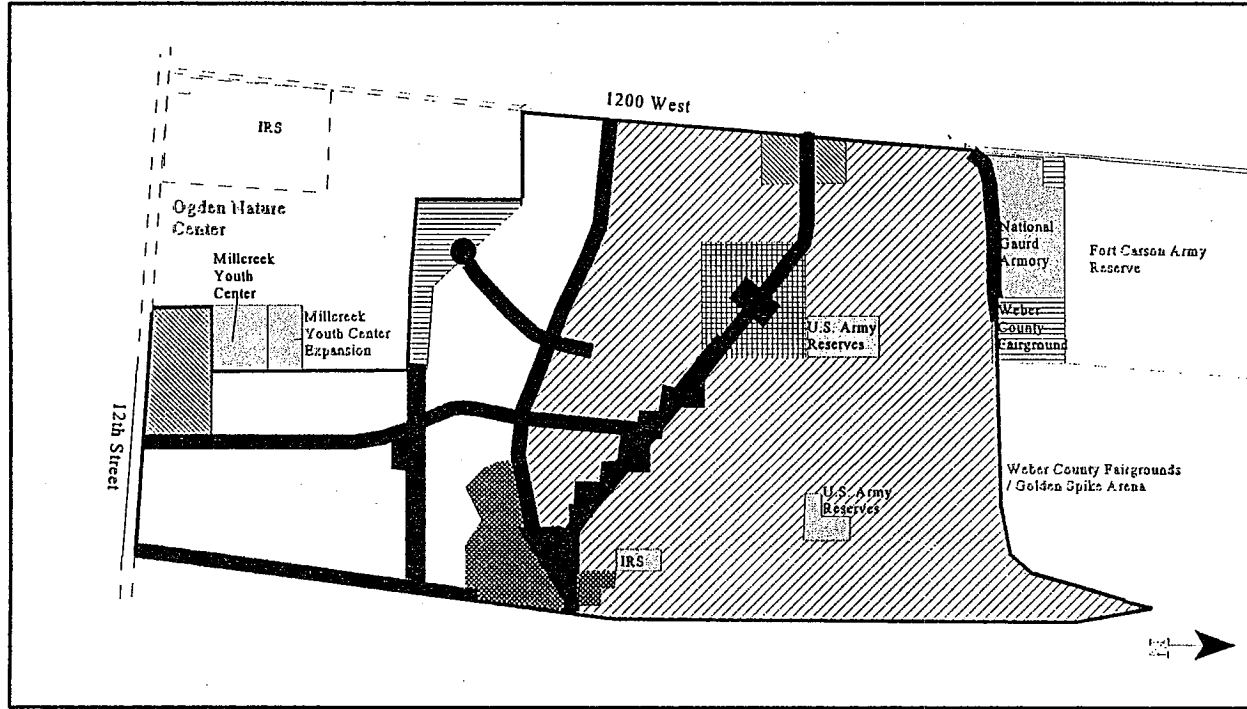 1200 West
IRS
Ogden Nature
Center
Millcreek
Youth
Center
Millcreek
Youth Center
Expansion
12th Street
National
Gaurd
Armory
Fort Carson Army
Reserve
Weber
County
Fairground
U.S. Army
Reserves
Weber County Fairgrounds
/ Golden Spike Arena
U.S. Army
Reserves
IRS
N